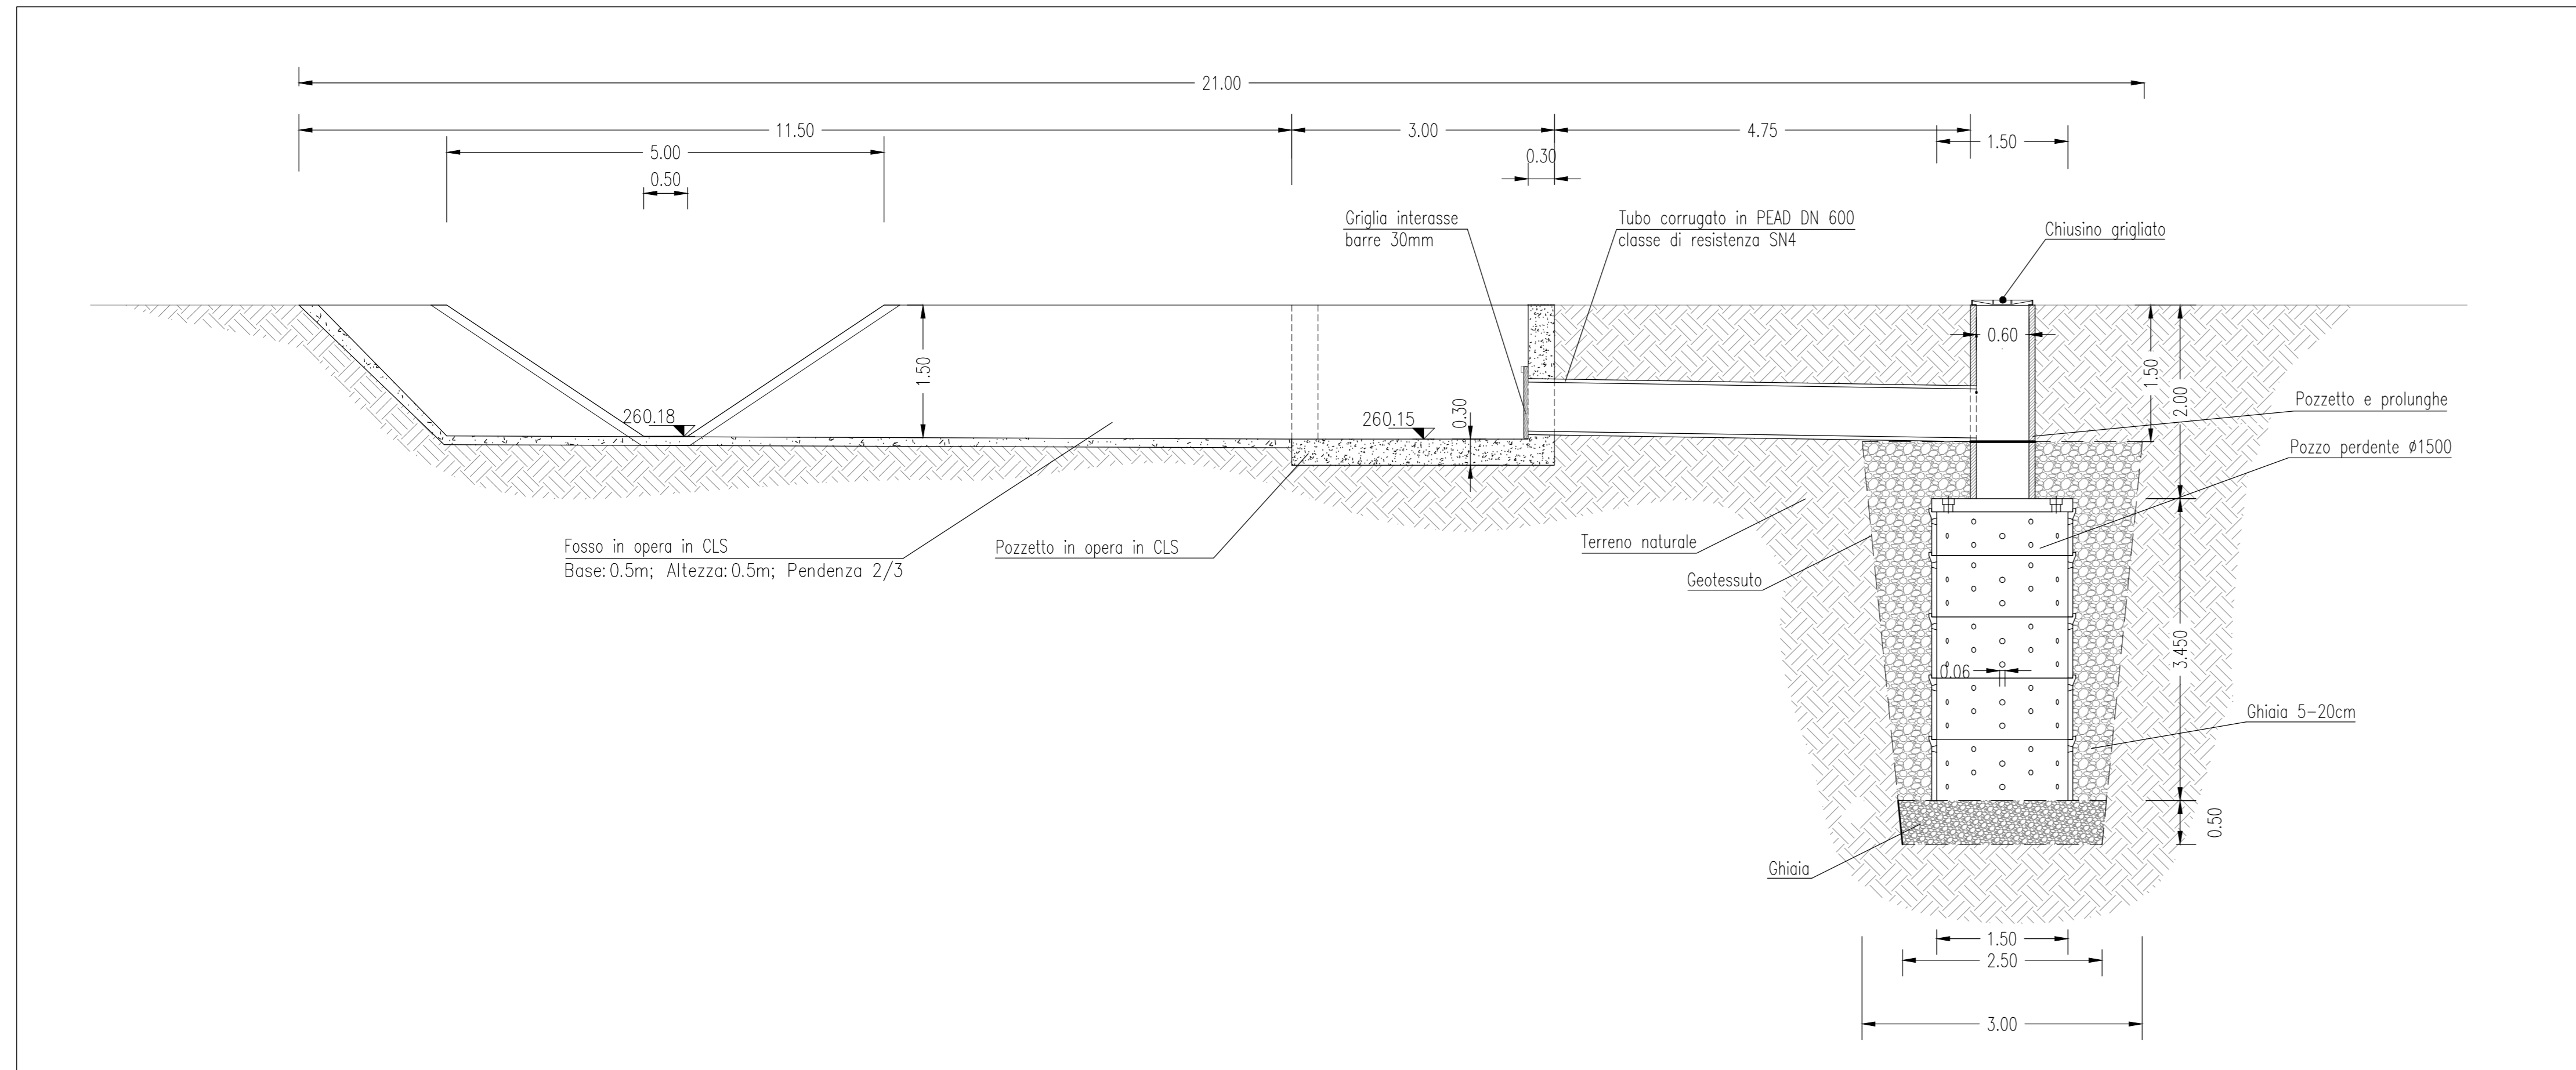 21.00
11.50
3.00
4.75
5.00
0.30
1.50
0.50
Griglia interasse
barre 30mm
Tubo corrugato in PEAD DN 600
classe di resistenza SN4
Chiusino grigliato
0.60
1.50
1.50
2.00
Pozzetto e prolunghe
260.18
260.15
0.30
Pozzo perdente ø1500
Fosso in opera in CLS
Base:0.5m; Altezza:0.5m; Pendenza 2/3
Pozzetto in opera in CLS
Terreno naturale
Geotessuto
3.450
0.06
Ghiaia 5-20cm
0.50
Ghiaia
1.50
2.50
3.00